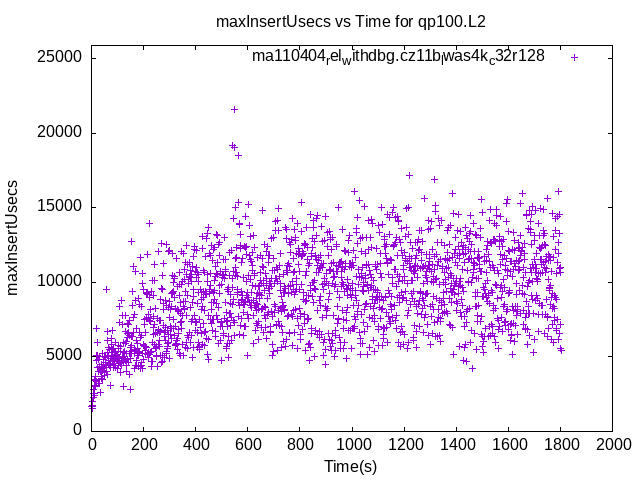 maxInsertUsecs vs Time for qp100.L2
ma110404_rel_withdbg.cz11b_bwas4k_c32r128
25000
20000
15000
10000
5000
0
maxInsertUsecs
0 200 400 600 800 1000 1200 1400 1600 1800 2000
Time(s)